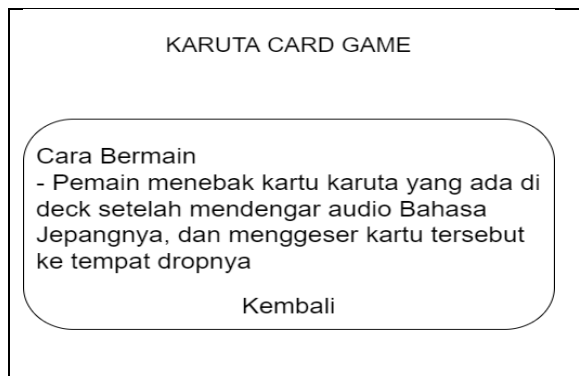 KARUTA CARD GAME
Cara Bermain
- Pemain menebak kartu karuta yang ada di
deck setelah mendengar audio Bahasa
Jepangnya, dan menggeser kartu tersebut
ke tempat dropnya
Kembali